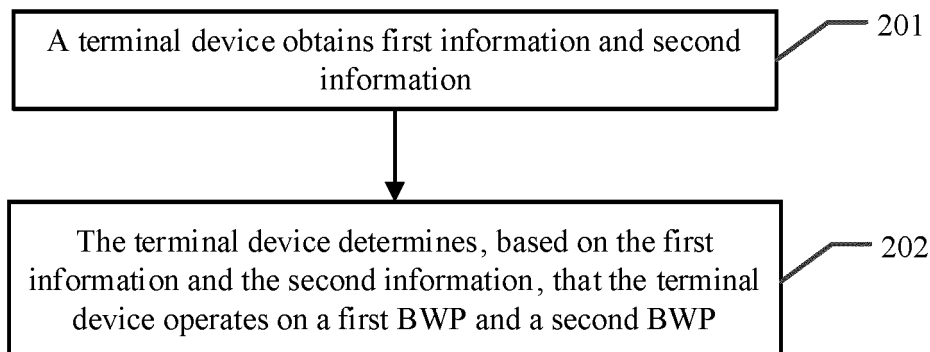 A terminal device obtains first information and second
information
201
The terminal device determines, based on the first
information and the second information, that the terminal
device operates on a first BWP and a second BWP
202